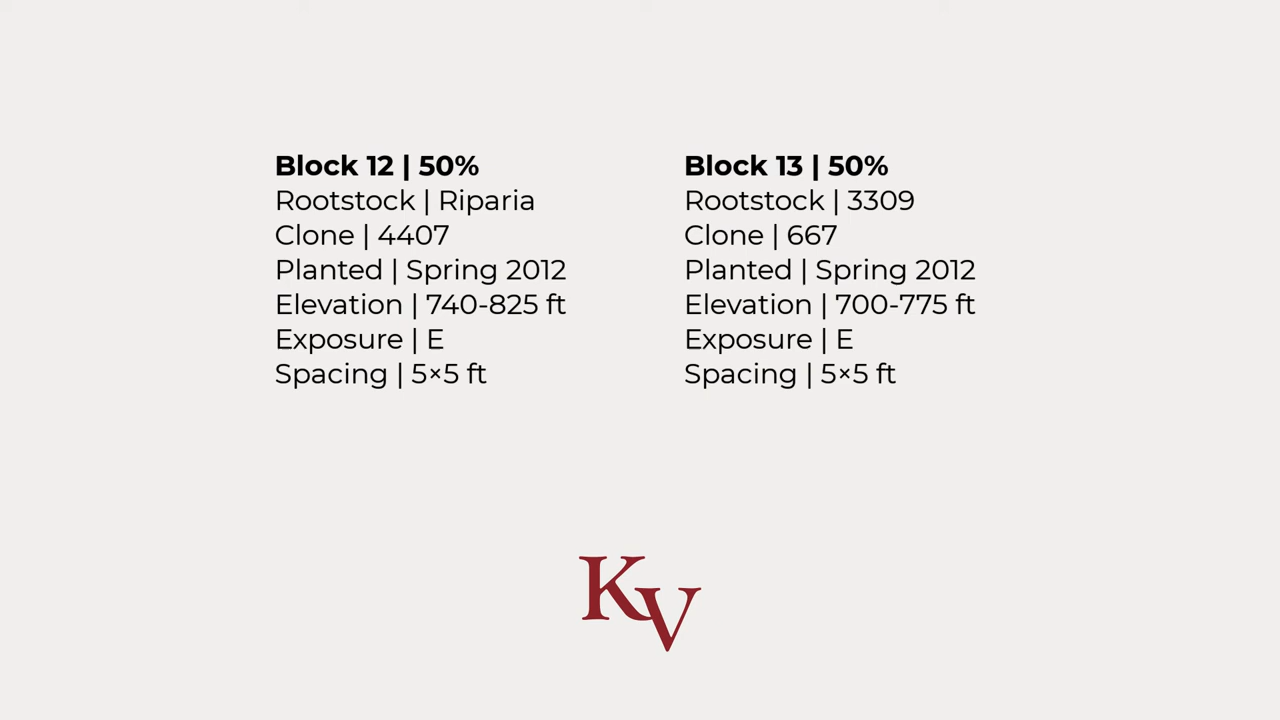 Block 12 | 50%
Rootstock | Riparia
Clone | 4407
Planted | Spring 2012
Elevation | 740-825 ft
Exposure | E
Spacing | 5×5 ft
Block 13 | 50%
Rootstock | 3309
Clone | 667
Planted | Spring 2012
Elevation | 700-775 ft
Exposure | E
Spacing | 5×5 ft
KV